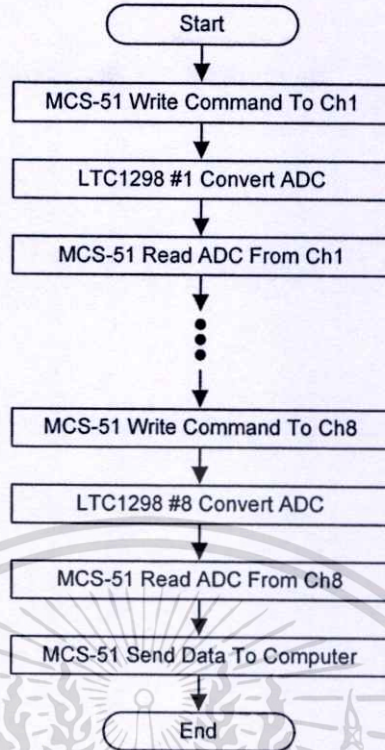 Start
MCS-51 Write Command To Ch1
LTC1298 #1 Convert ADC
MCS-51 Read ADC From Ch1
MCS-51 Write Command To Ch8
LTC1298 #8 Convert ADC
MCS-51 Read ADC From Ch8
MCS-51 Send Data To Computer
End